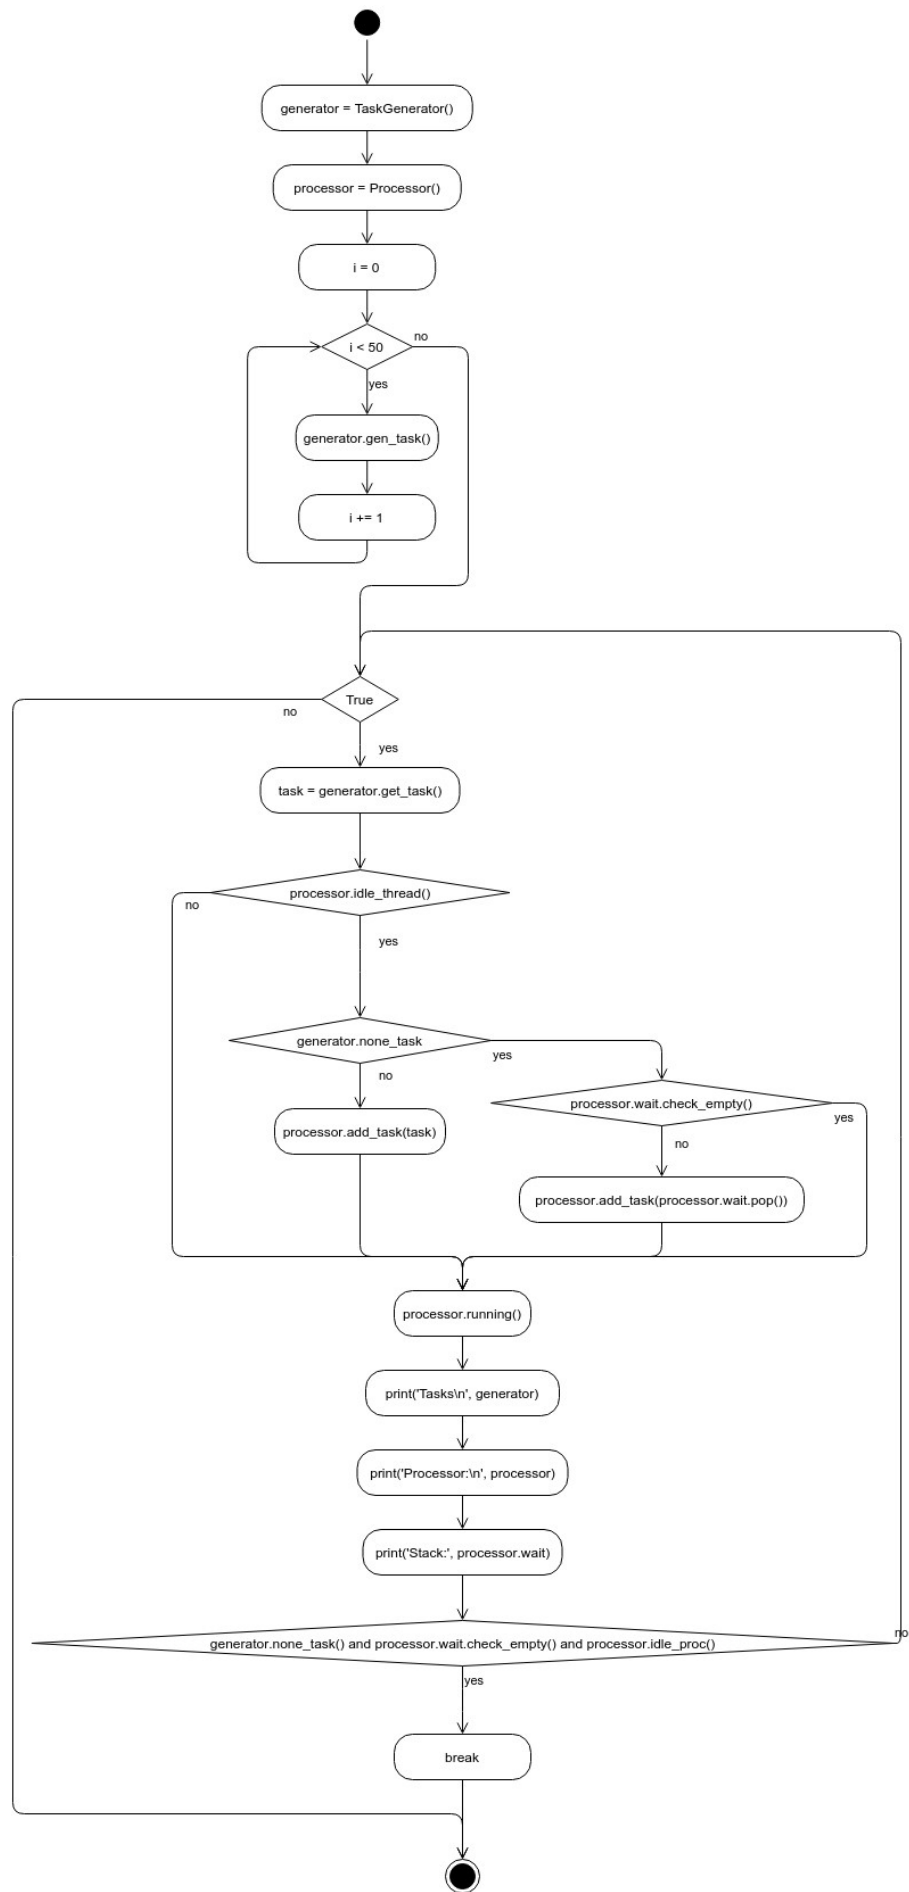 generator = TaskGenerator()
processor = Processor()
i = 0
i < 50
no
yes
generator.gen_task()
i += 1
True
no
yes
task = generator.get_task()
processor.idle_thread()
no
yes
generator.none_task
yes
no
processor.wait.check_empty()
yes
processor.add_task(task)
no
processor.add_task(processor.wait.pop())
processor.running()
print('Tasks\n', generator)
print('Processor:\n', processor)
print('Stack:', processor.wait)
generator.none_task() and processor.wait.check_empty() and processor.idle_proc()
no
yes
break